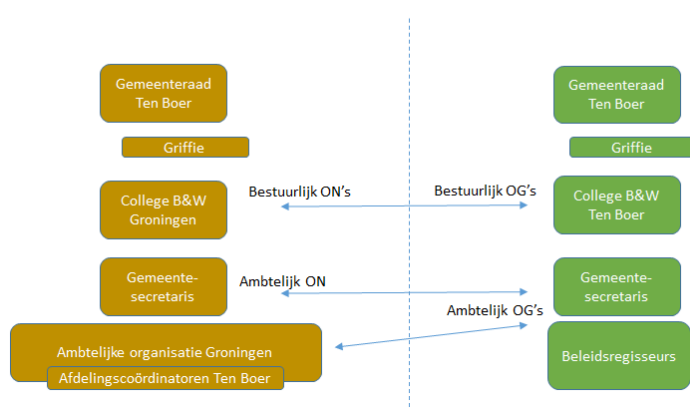 Gemeenteraad
Ten Boer
Griffie
College B&W
Groningen
Gemeente-
secretaris
Ambtelijke organisatie Groningen
Afdelingscoördinatoren Ten Boer
Bestuurlijk ON's
Bestuurlijk OG's
Ambtelijk ON
Ambtelijk OG's
Gemeenteraad
Ten Boer
Griffie
College B&W
Ten Boer
Gemeente-
secretaris
Beleidsregisseurs